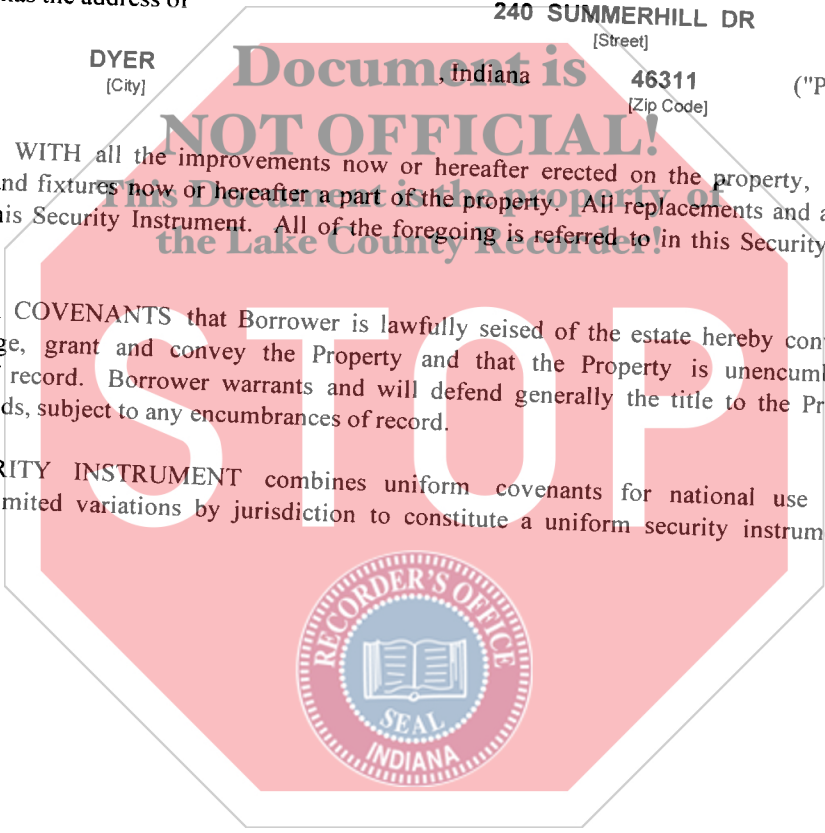 has the address of
240 SUMMERHILL DR
[Street]
DYER
, Indiana
46311
("P
[City]
[Zip Code]
Document is
NOT OFFICIAL!
This Document is the property of
the Lake County Recorder!
WITH all the improvements now or hereafter erected on the property,
nd fixtures now or hereafter a part of the property. All replacements and a
is Security Instrument. All of the foregoing is referred to in this Security
COVENANTS that Borrower is lawfully seised of the estate hereby con
ge, grant and convey the Property and that the Property is unencuml
record. Borrower warrants and will defend generally the title to the Pr
ds, subject to any encumbrances of record.
RITY INSTRUMENT combines uniform covenants for national use
mited variations by jurisdiction to constitute a uniform security instrum
STOP
RECORDER'S OFFICE
SEAL
INDIANA